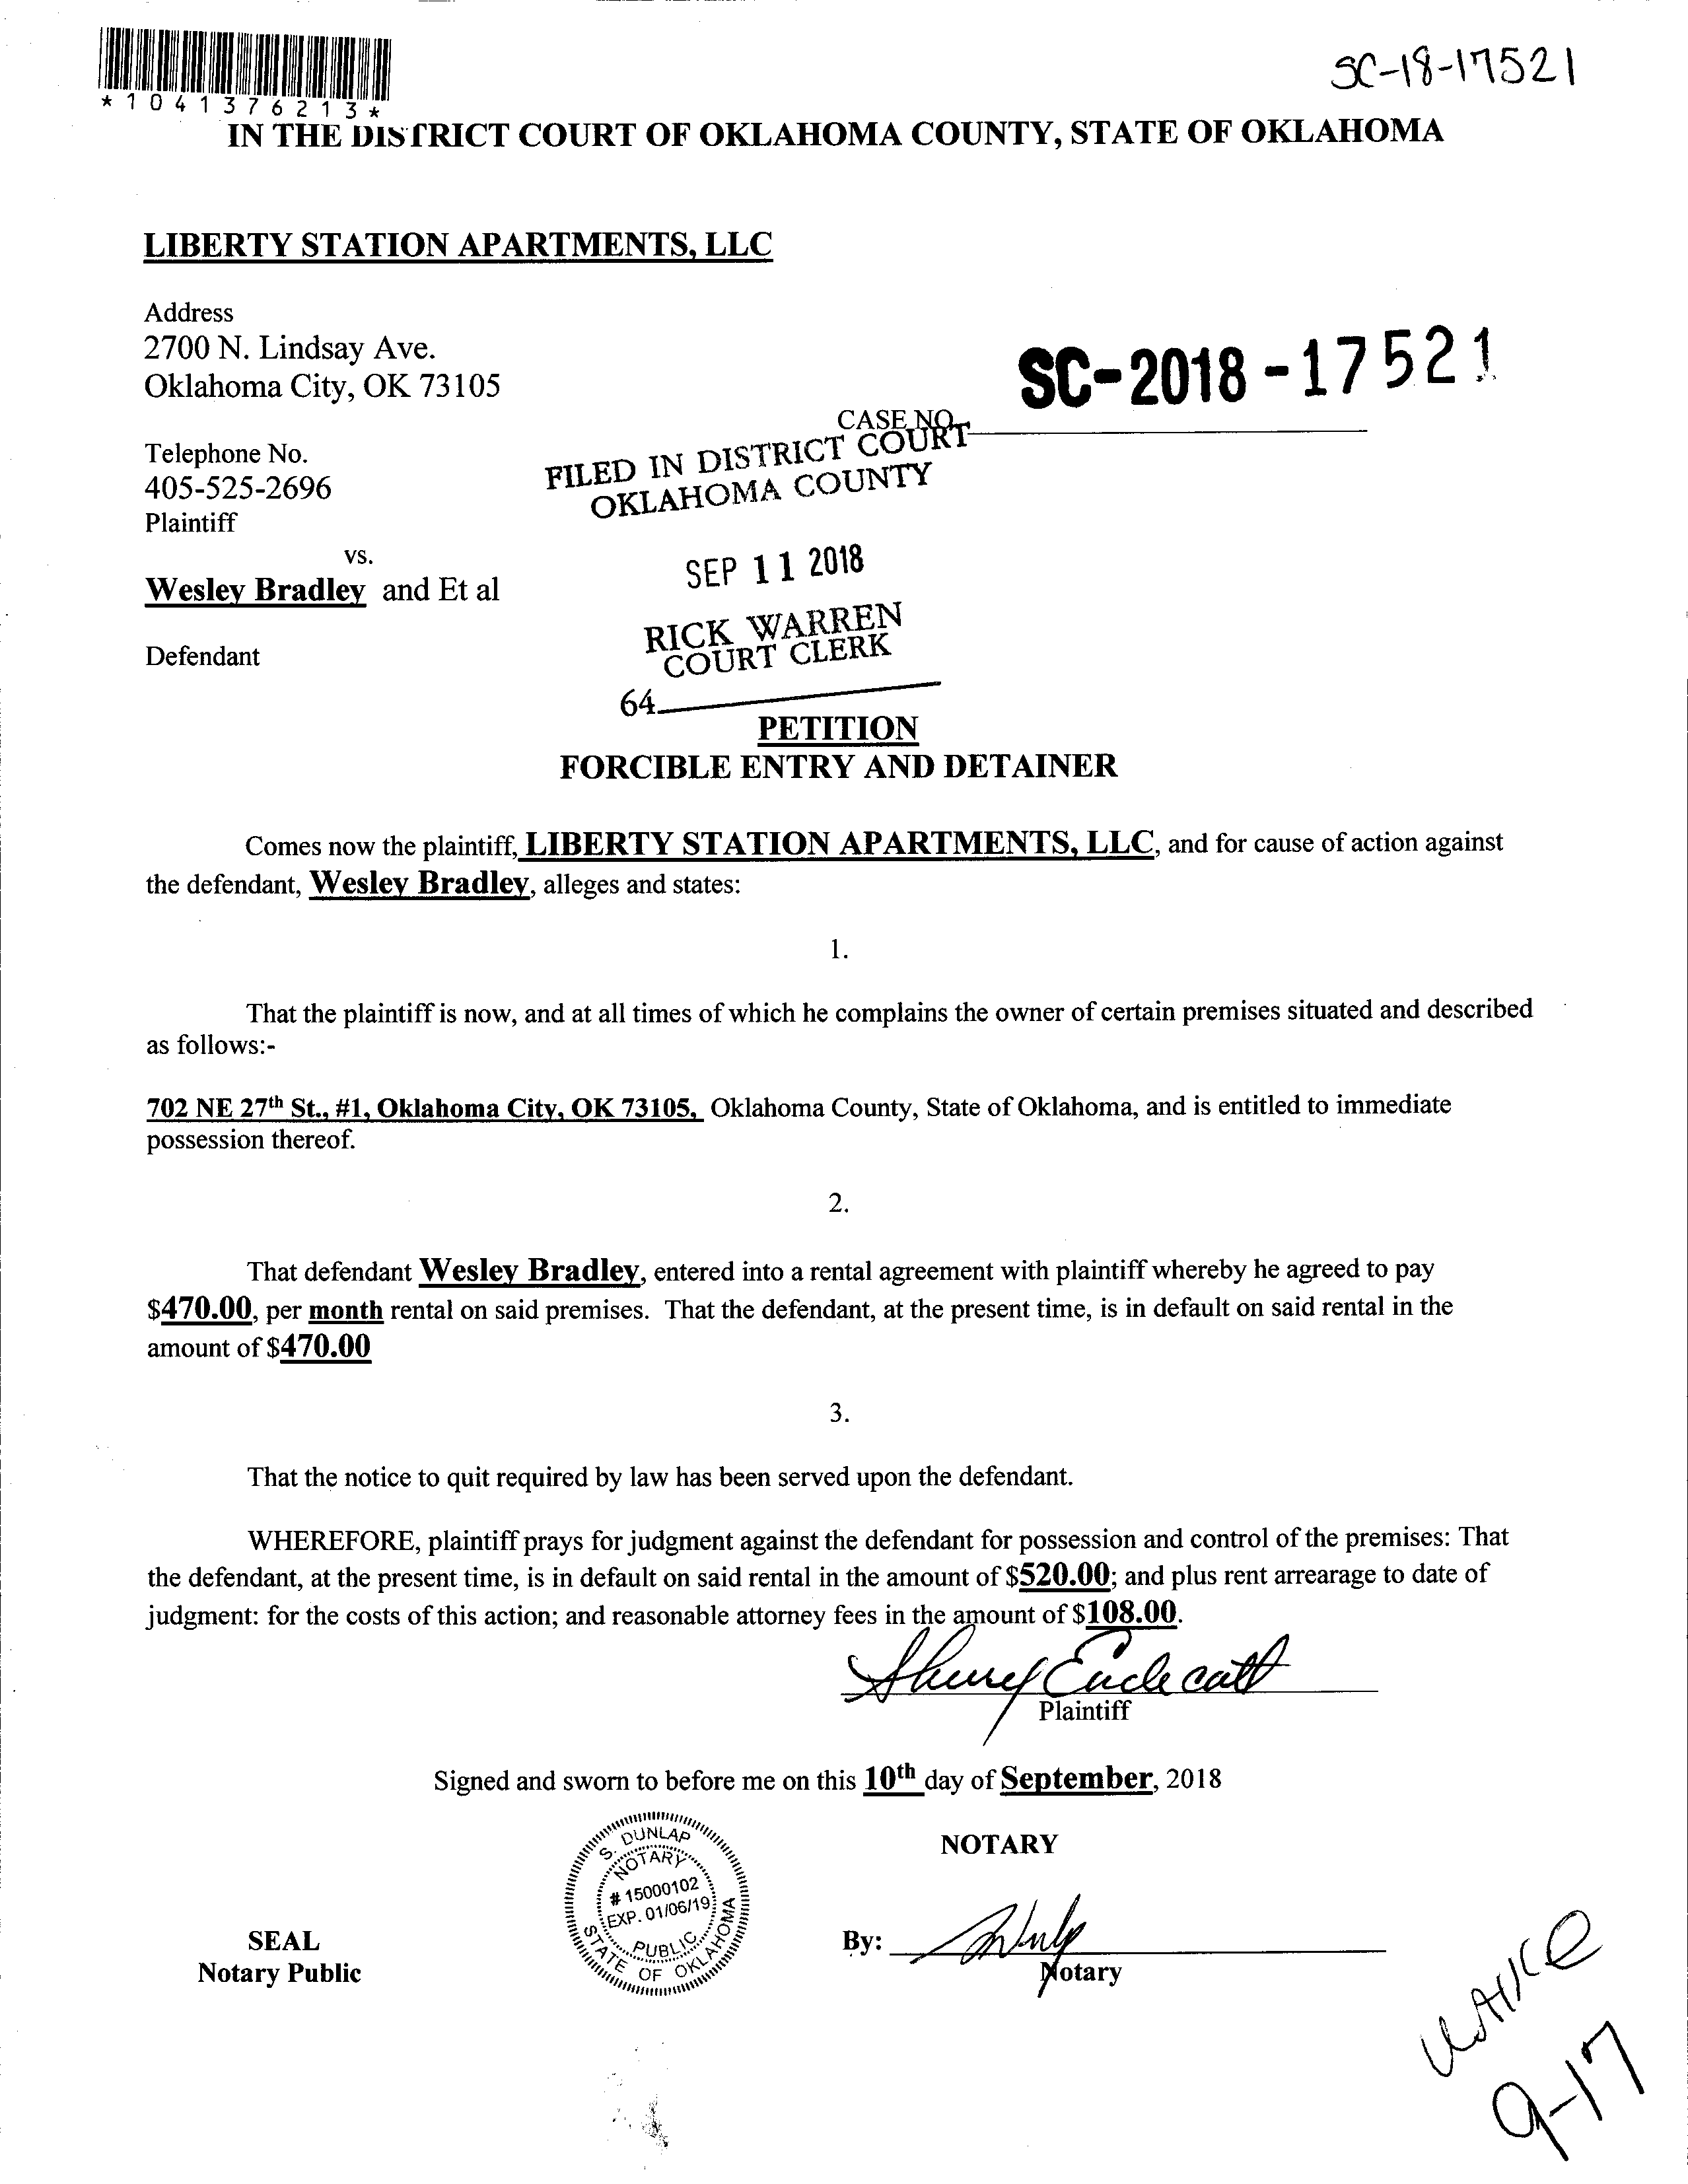 SC-18-17521
*1041376213*
IN THE DISTRICT COURT OF OKLAHOMA COUNTY, STATE OF OKLAHOMA
LIBERTY STATION APARTMENTS, LLC
Address
2700 N. Lindsay Ave.
Oklahoma City, OK 73105
SC-2018-17521
CASE NO.
Telephone No.
405-525-2696
Plaintiff
FILED IN DISTRICT COURT
OKLAHOMA COUNTY
vs.
Wesley Bradley and Et al
SEP 11 2018
Defendant
RICK WARREN
COURT CLERK
64
PETITION
FORCIBLE ENTRY AND DETAINER
Comes now the plaintiff, LIBERTY STATION APARTMENTS, LLC, and for cause of action against
the defendant, Wesley Bradley, alleges and states:
1.
That the plaintiff is now, and at all times of which he complains the owner of certain premises situated and described
as follows:-
702 NE 27th St., #1, Oklahoma City, OK 73105, Oklahoma County, State of Oklahoma, and is entitled to immediate
possession thereof.
2.
That defendant Wesley Bradley, entered into a rental agreement with plaintiff whereby he agreed to pay
$470.00, per month rental on said premises. That the defendant, at the present time, is in default on said rental in the
amount of $470.00
3.
That the notice to quit required by law has been served upon the defendant.
WHEREFORE, plaintiff prays for judgment against the defendant for possession and control of the premises: That
the defendant, at the present time, is in default on said rental in the amount of $520.00; and plus rent arrearage to date of
judgment: for the costs of this action; and reasonable attorney fees in the amount of $108.00.
Plaintiff
Signed and sworn to before me on this 10th day of September, 2018
S. DUNLAP
NOTARY
# 15000102
EXP. 01/06/19
PUBLIC
STATE OF OKLAHOMA
NOTARY
SEAL
Notary Public
By:
Notary
9-17